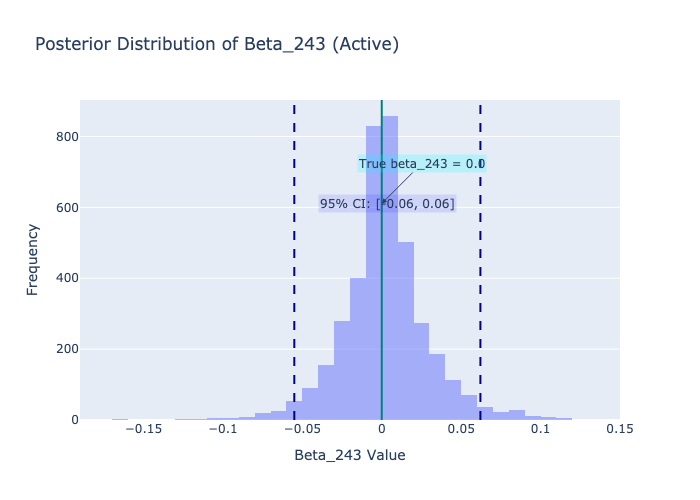 Posterior Distribution of Beta_243 (Active)
800
True beta_243 = 0.0
600
95% CI: [-0.06, 0.06]
Frequency
400
200
0
−0.15
−0.1
−0.05
0
0.05
0.1
0.15
Beta_243 Value